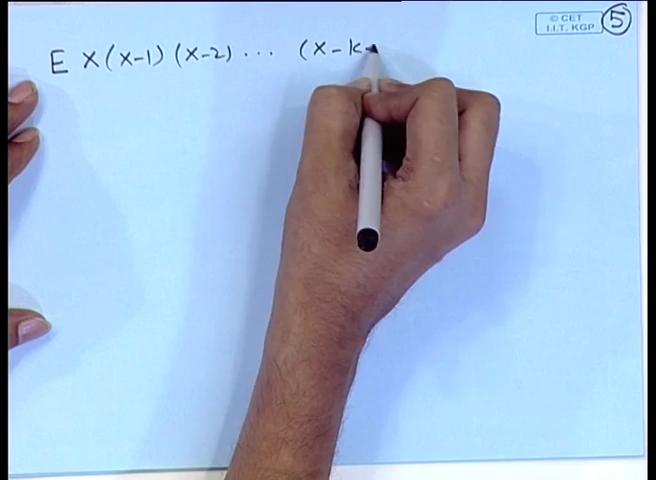 E X(X-1) (X-2) ... (X-k-
© CET
I.I.T. KGP
5